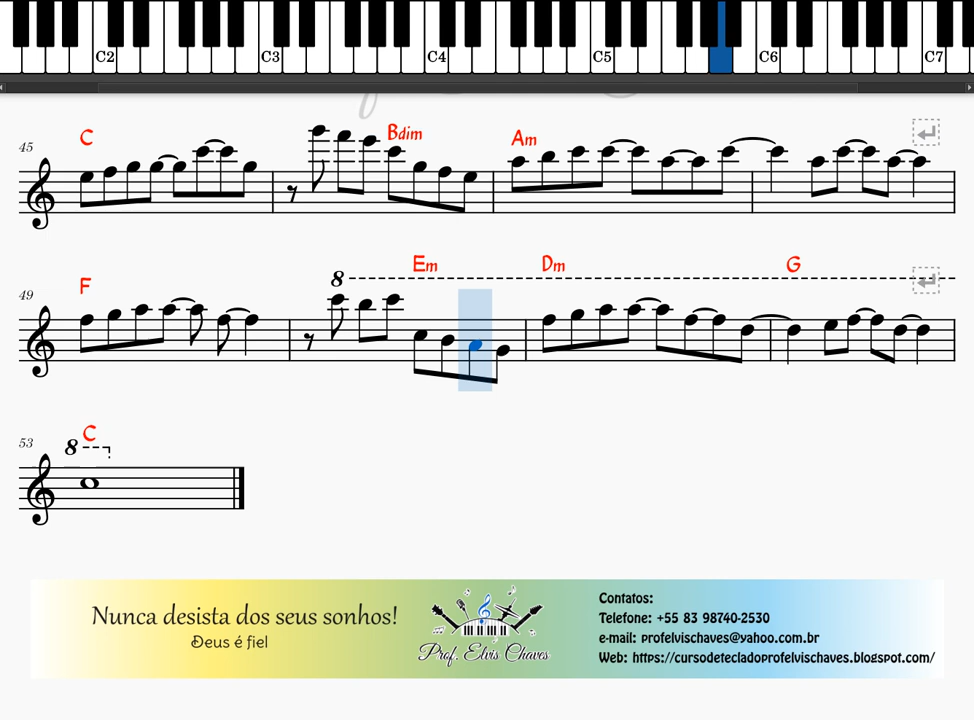 C2 C3 C4 C5 C6 C7
45 C Bdim Am
8
49 F Em Dm G
8
53 C
Nunca desista dos seus sonhos!
Deus é fiel
Prof. Elvis Chaves
Contatos:
Telefone: +55 83 98740-2530
e-mail: profelvischaves@yahoo.com.br
Web: https://cursodetecladoprofelvischaves.blogspot.com/